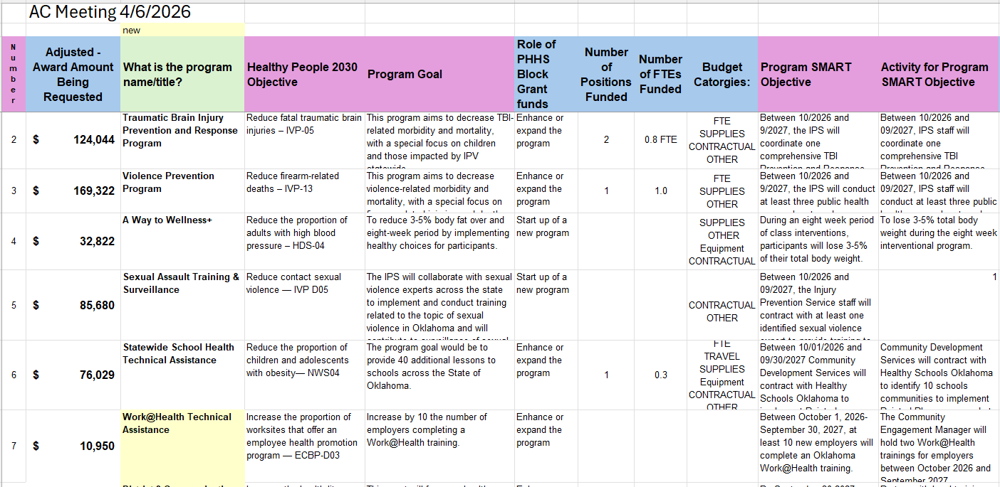 AC Meeting 4/6/2026
new
Number
Adjusted -
Award Amount
Being
Requested
What is the program
name/title?
Healthy People 2030
Objective
Program Goal
Role of
PHHS
Block
Grant
funds
Number
of
Positions
Funded
Number
of FTEs
Funded
Budget
Catorgies:
Program SMART
Objective
Activity for Program
SMART Objective
2
$ 124,044
Traumatic Brain Injury
Prevention and Response
Program
Reduce fatal traumatic brain
injuries – IVP-05
This program aims to decrease TBI-
related morbidity and mortality,
with a special focus on children
and those impacted by IPV
statewide
Enhance or
expand the
program
2
0.8 FTE
FTE
SUPPLIES
CONTRACTUAL
OTHER
Between 10/2026 and
9/2027, the IPS will
coordinate one
comprehensive TBI
Prevention and Response
Between 10/2026 and
09/2027, IPS staff will
coordinate one
comprehensive TBI
Prevention and Response
3
$ 169,322
Violence Prevention
Program
Reduce firearm-related
deaths – IVP-13
This program aims to decrease
violence-related morbidity and
mortality, with a special focus on
Enhance or
expand the
program
1
1.0
FTE
SUPPLIES
OTHER
Between 10/2026 and
9/2027, the IPS will conduct
at least three public health
Between 10/2026 and
09/2027, IPS staff will
conduct at least three public
4
$ 32,822
A Way to Wellness+
Reduce the proportion of
adults with high blood
pressure – HDS-04
To reduce 3-5% body fat over and
eight-week period by implementing
healthy choices for participants.
Start up of a
new program
SUPPLIES
OTHER
Equipment
CONTRACTUAL
During an eight week period
of class interventions,
participants will lose 3-5%
of their total body weight.
To lose 3-5% total body
weight during the eight week
interventional program.
5
$ 85,680
Sexual Assault Training &
Surveillance
Reduce contact sexual
violence — IVP D05
The IPS will collaborate with sexual
violence experts across the state
to implement and conduct training
related to the topic of sexual
violence in Oklahoma and will
contribute to surveillance of sexual
Start up of a
new program
CONTRACTUAL
OTHER
Between 10/2026 and
09/2027, the Injury
Prevention Service staff will
contract with at least one
identified sexual violence
expert to provide training to
1
6
$ 76,029
Statewide School Health
Technical Assistance
Reduce the proportion of
children and adolescents
with obesity— NWS04
The program goal would be to
provide 40 additional lessons to
schools across the State of
Oklahoma.
Enhance or
expand the
program
1
0.3
FTE
TRAVEL
SUPPLIES
Equipment
CONTRACTUAL
OTHER
Between 10/01/2026 and
09/30/2027 Community
Development Services will
contract with Healthy
Schools Oklahoma to
Community Development
Services will contract with
Healthy Schools Oklahoma
to identify 10 schools
communities to implement
7
$ 10,950
Work@Health Technical
Assistance
Increase the proportion of
worksites that offer an
employee health promotion
program — ECBP-D03
Increase by 10 the number of
employers completing a
Work@Health training.
Enhance or
expand the
program
Between October 1, 2026-
September 30, 2027, at
least 10 new employers will
complete an Oklahoma
Work@Health training.
The Community
Engagement Manager will
hold two Work@Health
trainings for employers
between October 2026 and
September 2027